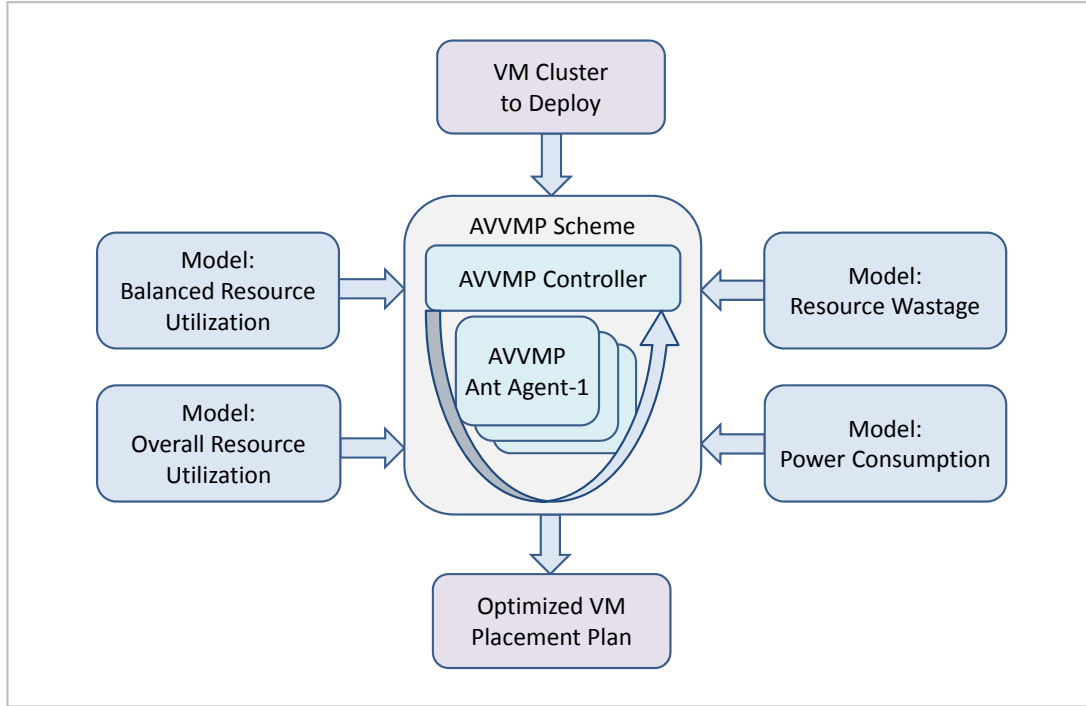 VM Cluster
to Deploy
AVVMP Scheme
AVVMP Controller
AVVMP
Ant Agent-1
Model:
Balanced Resource
Utilization
Model:
Overall Resource
Utilization
Model:
Resource Wastage
Model:
Power Consumption
Optimized VM
Placement Plan